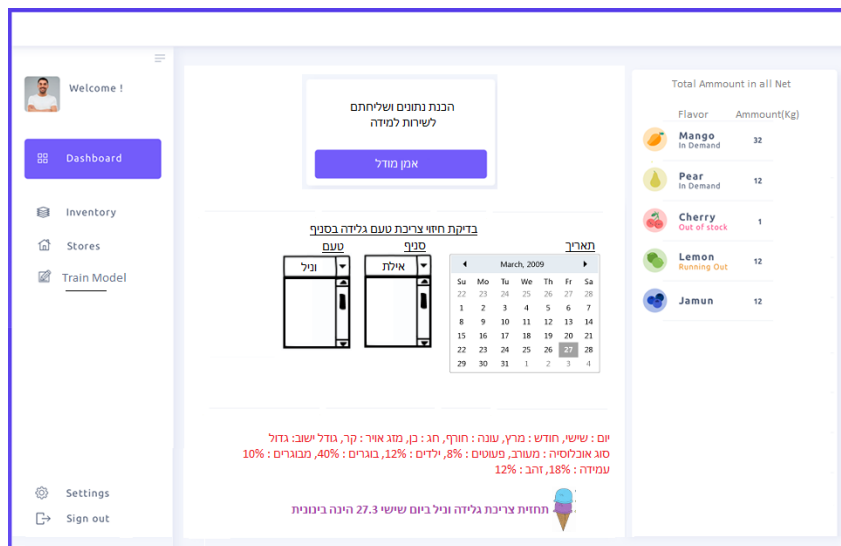 Welcome !
Dashboard
Inventory
Stores
Train Model
Settings
Sign out
הכנת נתונים ושליחתם
לשירות למידה
אמן מודל
בדיקת חיזוי צריכת טעם גלידה בסניף
תאריך
סניף
טעם
אילת
וניל
March, 2009
Su Mo Tu We Th Fr Sa
22 23 24 25 26 27 28
1 2 3 4 5 6 7
8 9 10 11 12 13 14
15 16 17 18 19 20 21
22 23 24 25 26 27 28
29 30 31 1 2 3 4
יום : שישי, חודש : מרץ, עונה : חורף, חג : כן, מזג אויר : קר, גודל ישוב: גדול
סוג אוכלוסיה : מעורב, פעוטים : 8%, ילדים : 12%, בוגרים : 40%, מבוגרים : 10%
עמידה : 18%, זהב : 12%
תחזית צריכת גלידה וניל ביום שישי 27.3 הינה בינונית
Total Ammount in all Net
Flavor Ammount(Kg)
Mango 32
In Demand
Pear 12
In Demand
Cherry 1
Out of stock
Lemon 12
Running Out
Jamun 12